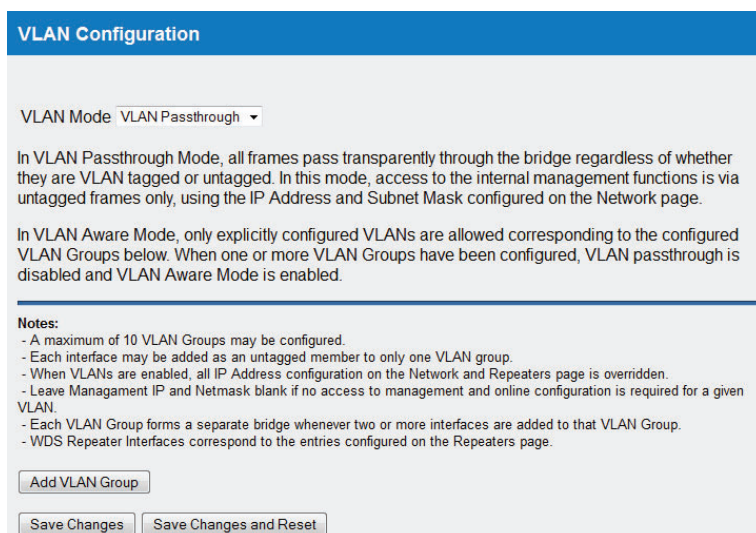 VLAN Configuration
VLAN Mode VLAN Passthrough
In VLAN Passthrough Mode, all frames pass transparently through the bridge regardless of whether
they are VLAN tagged or untagged. In this mode, access to the internal management functions is via
untagged frames only, using the IP Address and Subnet Mask configured on the Network page.
In VLAN Aware Mode, only explicitly configured VLANs are allowed corresponding to the configured
VLAN Groups below. When one or more VLAN Groups have been configured, VLAN passthrough is
disabled and VLAN Aware Mode is enabled.
Notes:
- A maximum of 10 VLAN Groups may be configured.
- Each interface may be added as an untagged member to only one VLAN group.
- When VLANs are enabled, all IP Address configuration on the Network and Repeaters page is overridden.
- Leave Managament IP and Netmask blank if no access to management and online configuration is required for a given
VLAN.
- Each VLAN Group forms a separate bridge whenever two or more interfaces are added to that VLAN Group.
- WDS Repeater Interfaces correspond to the entries configured on the Repeaters page.
Add VLAN Group
Save Changes Save Changes and Reset